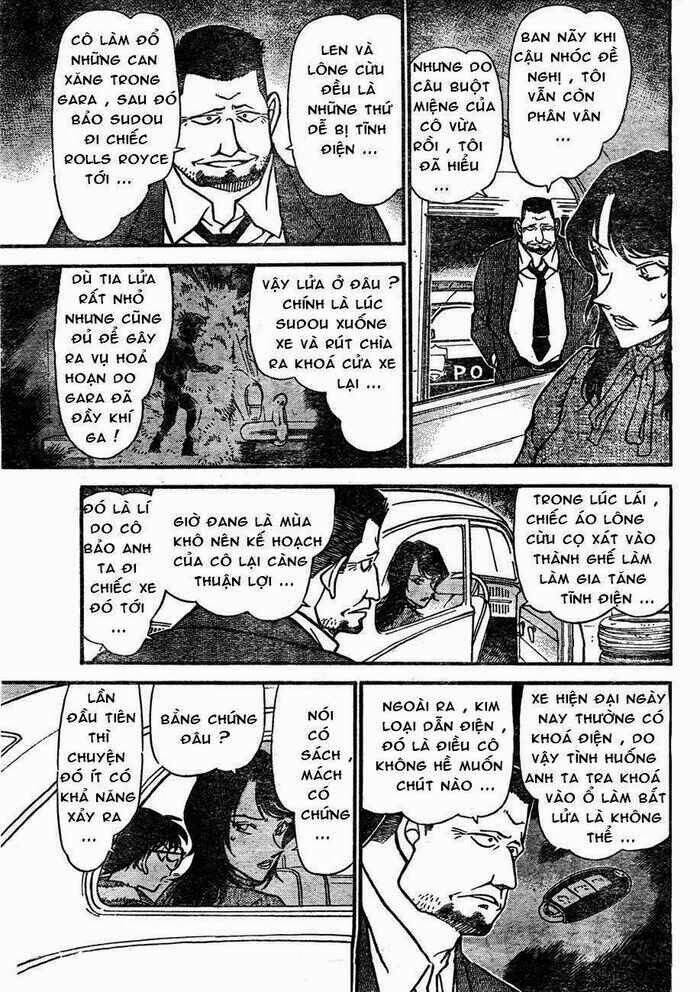 BAN NÃY KHI
CẬU NHÓC ĐỀ
NGHỊ , TÔI
VẪN CÒN
PHÂN VÂN ...
NHƯNG DO
CÂU BUỘT
MIỆNG CỦA
CÔ VỪA
RỒI , TÔI
ĐÃ HIỂU
...
P O
LEN VÀ
LÔNG CỪU
ĐỀU LÀ
NHỮNG THỨ
DỄ BỊ TĨNH
ĐIỆN ...
CÔ LÀM ĐỔ
NHỮNG CAN
XĂNG TRONG
GARA , SAU ĐÓ
BẢO SUDOU
ĐI CHIẾC
ROLLS ROYCE
TỚI ...
VẬY LỬA Ở ĐÂU ?
CHÍNH LÀ LÚC
SUDOU XUỐNG
XE VÀ RÚT CHÌA
RA KHOÁ CỬA XE
LẠI ...
DÙ TIA LỬA
RẤT NHỎ
NHƯNG CŨNG
ĐỦ ĐỂ GÂY
RA VỤ HOẢ
HOẠN DO
GARA ĐÃ
ĐẦY KHÍ
GA !
TRONG LÚC LÁI ,
CHIẾC ÁO LÔNG
CỪU CỌ XÁT VÀO
THÀNH GHẾ LÀM
LÀM GIA TĂNG
TĨNH ĐIỆN ...
GIỜ ĐANG LÀ MÙA
KHÔ NÊN KẾ HOẠCH
CỦA CÔ LẠI CÀNG
THUẬN LỢI ...
ĐÓ LÀ LÍ
DO CÔ
BẢO ANH
TA ĐI
CHIẾC XE
ĐÓ TỚI
...
XE HIỆN ĐẠI NGÀY
NAY THƯỜNG CÓ
KHOÁ ĐIỆN , DO
VẬY TÌNH HUỐNG
ANH TA TRA KHOÁ
VÀO Ổ LÀM BẮT
LỬA LÀ KHÔNG
THỂ ...
NGOÀI RA , KIM
LOẠI DẪN ĐIỆN ,
ĐÓ LÀ ĐIỀU CÔ
KHÔNG HỀ MUỐN
CHÚT NÀO ...
NÓI
CÓ
SÁCH ,
MÁCH
CÓ
CHỨNG
...
BẰNG CHỨNG
ĐÂU ?
LẦN
ĐẦU TIÊN
THÌ
CHUYỆN
ĐÓ ÍT CÓ
KHẢ NĂNG
XẢY RA
...